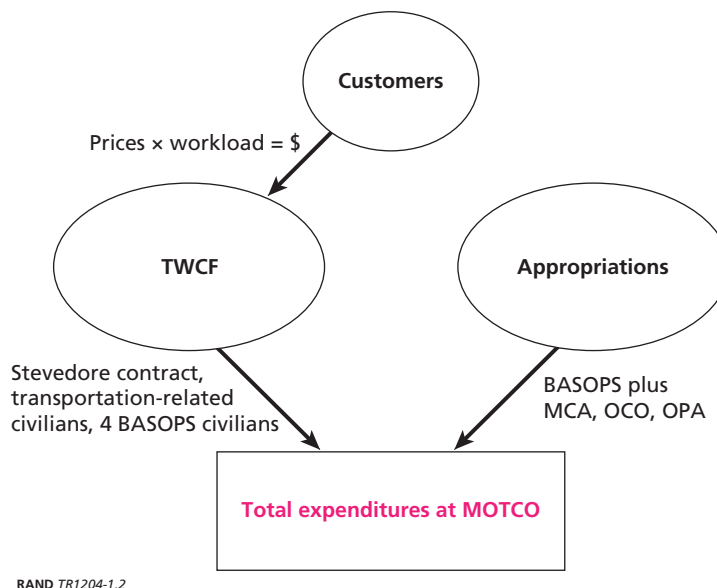 Customers
Prices × workload = $
TWCF
Appropriations
Stevedore contract,
transportation-related
civilians, 4 BASOPS civilians
BASOPS plus
MCA, OCO, OPA
Total expenditures at MOTCO
RAND TR1204-1.2